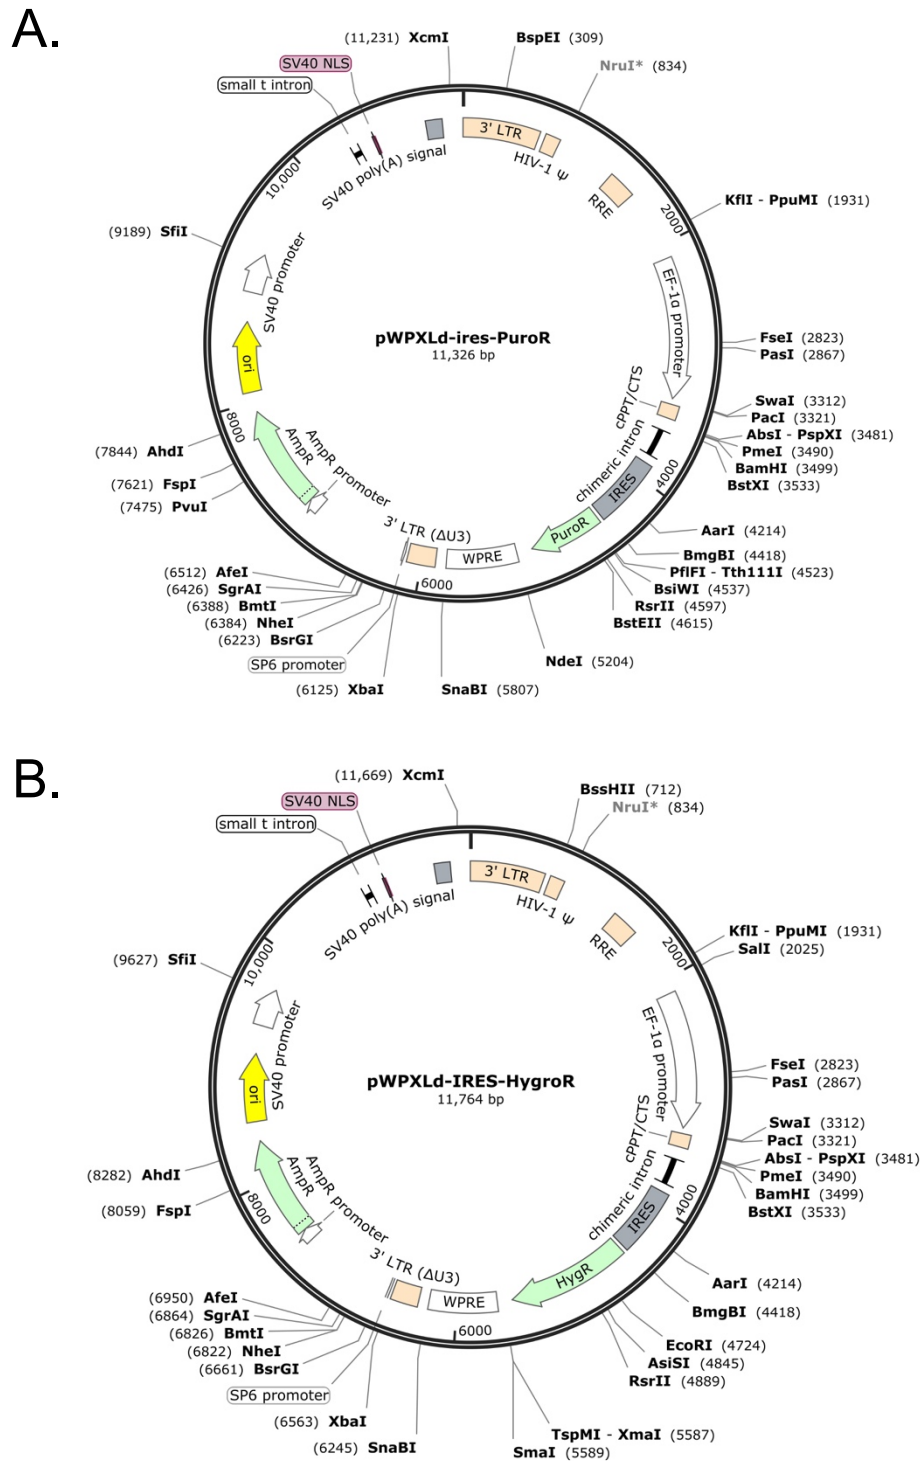 A.
(11,231) XcmI
BspEI (309)
SV40 NLS
NruI* (834)
small t intron
3' LTR
HIV-1 Ψ
SV40 poly(A) signal
10,000
RRE
2000
KflI - PpuMI (1931)
(9189) SfiI
SV40 promoter
EF-1α promoter
pWPXLd-ires-PuroR
11,326 bp
FseI (2823)
PasI (2867)
ori
cPPT/CTS
SwaI (3312)
PacI (3321)
AbsI - PspXI (3481)
PmeI (3490)
BamHI (3499)
BstXI (3533)
8000
AmpR
AmpR promoter
chimeric intron
IRES
4000
(7844) AhdI
(7621) FspI
(7475) PvuI
PuroR
AarI (4214)
3' LTR (ΔU3)
WPRE
BmgBI (4418)
PflFI - Tth111I (4523)
BsiWI (4537)
RsrII (4597)
BstEII (4615)
6000
(6512) AfeI
(6426) SgrAI
(6388) BmtI
(6384) NheI
(6223) BsrGI
SP6 promoter
NdeI (5204)
(6125) XbaI
SnaBI (5807)
B.
(11,669) XcmI
BssHII (712)
SV40 NLS
NruI* (834)
small t intron
3' LTR
HIV-1 Ψ
SV40 poly(A) signal
10,000
RRE
2000
KflI - PpuMI (1931)
SalI (2025)
(9627) SfiI
SV40 promoter
EF-1α promoter
pWPXLd-IRES-HygroR
11,764 bp
FseI (2823)
PasI (2867)
ori
cPPT/CTS
SwaI (3312)
PacI (3321)
AbsI - PspXI (3481)
PmeI (3490)
BamHI (3499)
BstXI (3533)
AmpR
AmpR promoter
chimeric intron
IRES
4000
(8282) AhdI
(8059) FspI
8000
HygR
AarI (4214)
BmgBI (4418)
3' LTR (ΔU3)
WPRE
(6950) AfeI
(6864) SgrAI
(6826) BmtI
(6822) NheI
(6661) BsrGI
6000
EcoRI (4724)
AsiSI (4845)
RsrII (4889)
SP6 promoter
(6563) XbaI
(6245) SnaBI
TspMI - XmaI (5587)
SmaI (5589)